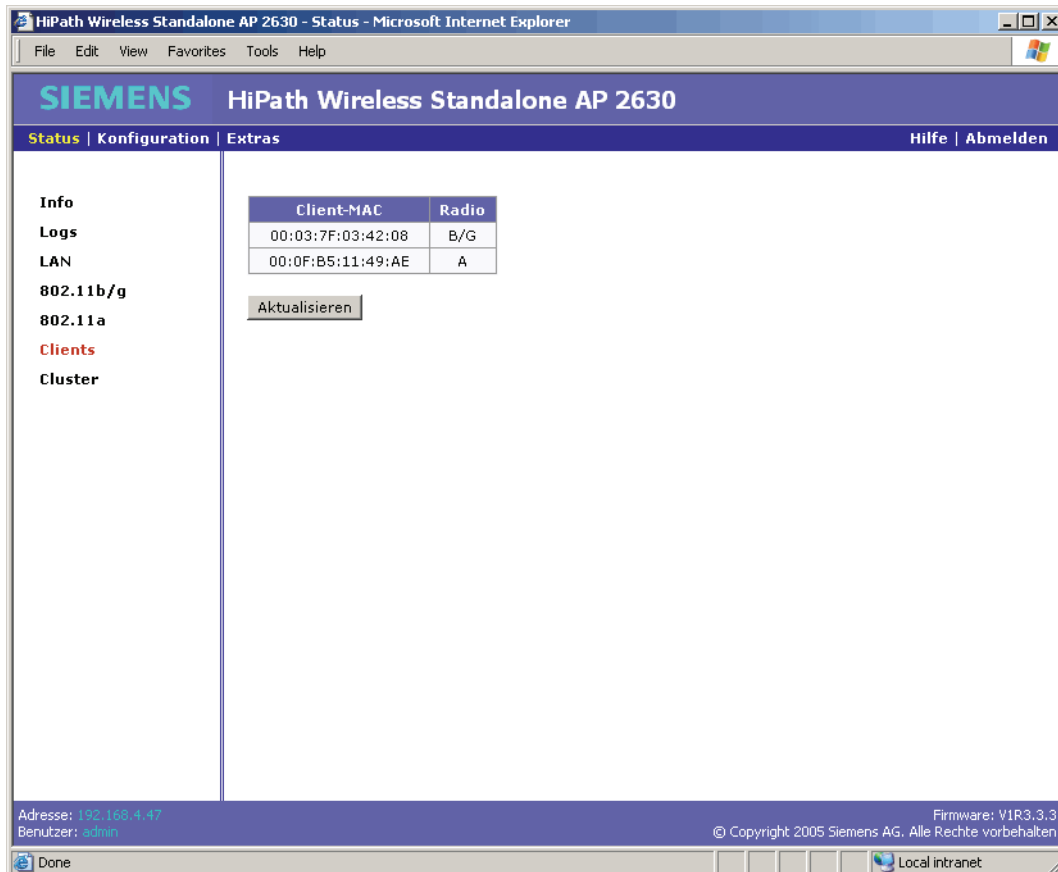 HiPath Wireless Standalone AP 2630 - Status - Microsoft Internet Explorer
File Edit View Favorites Tools Help
SIEMENS HiPath Wireless Standalone AP 2630
Status | Konfiguration | Extras Hilfe | Abmelden
Info
Logs
LAN
802.11b/g
802.11a
Clients
Cluster
Client-MAC Radio
00:03:7F:03:42:08 B/G
00:0F:B5:11:49:AE A
Aktualisieren
Adresse: 192.168.4.47
Benutzer: admin
Firmware: V1R3.3.3
© Copyright 2005 Siemens AG. Alle Rechte vorbehalten
Done Local intranet